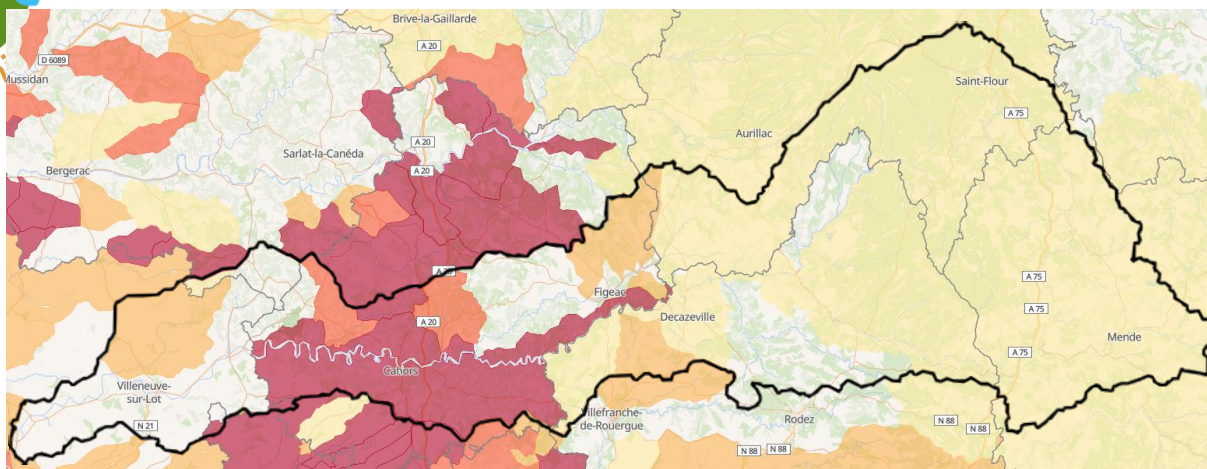 Brive-la-Gaillarde
A 20
D 6089
Mussidan
Saint-Flour
A 75
Aurillac
A 20
Sarlat-la-Canéda
A 20
Bergerac
A 20
A 75
Figeac
A 75
Decazeville
A 20
Mende
A 75
Cahors
Villeneuve-
sur-Lot
Villefranche-
de-Rouergue
Rodez
N 21
N 88
N 88
N 88
N 88